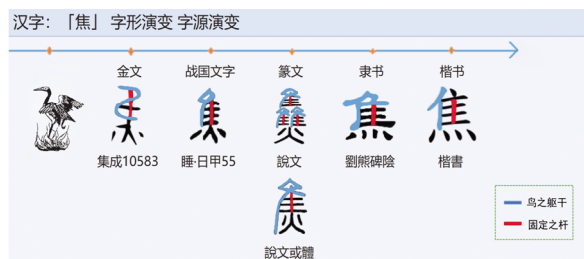 汉字：「焦」字形演变 字源演变
金文 战国文字 篆文 隶书 楷书
集成10583 睡·日甲55 說文 劉熊碑陰 楷書
說文或體
鸟之躯干
固定之杆